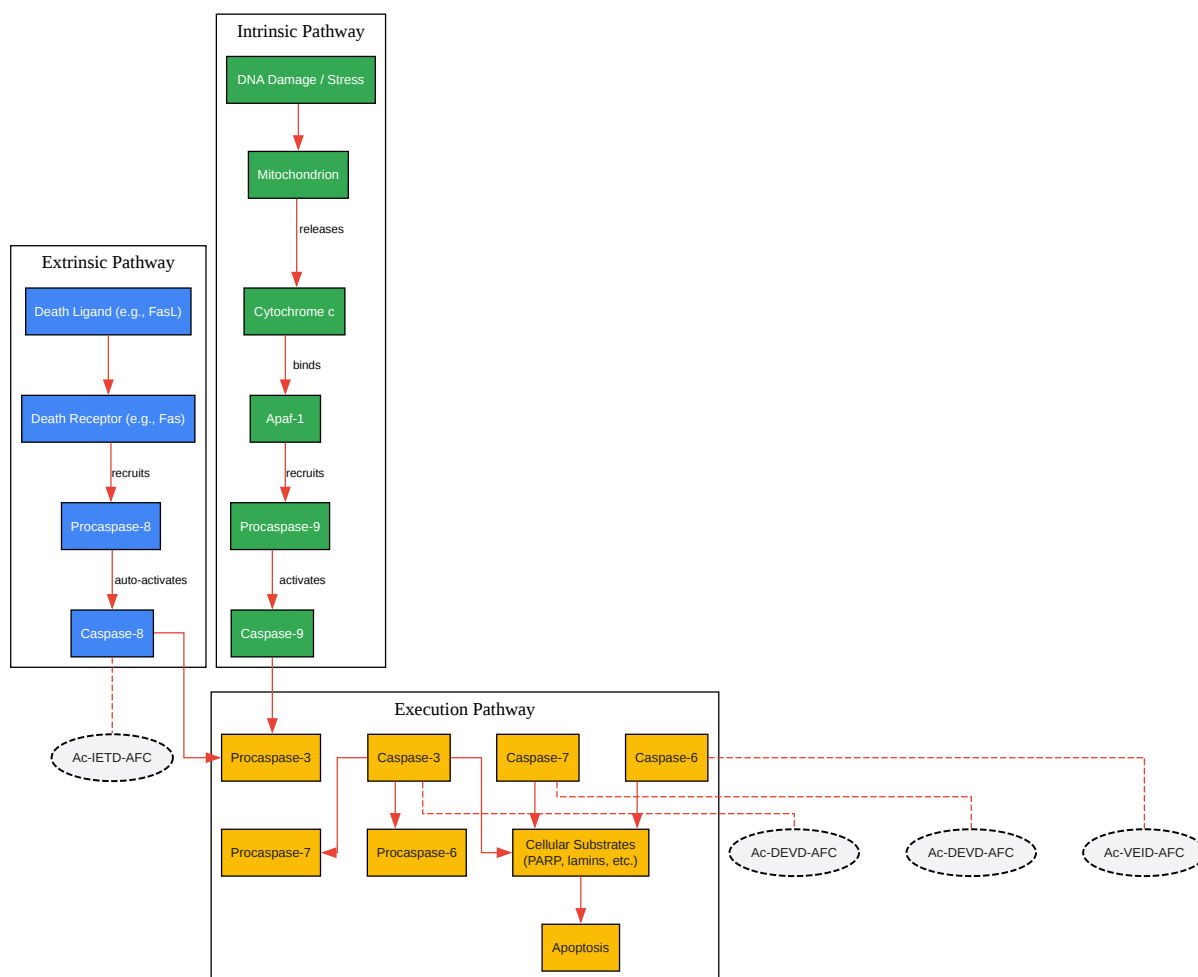 Intrinsic Pathway
DNA Damage / Stress
Mitochondrion
releases
Extrinsic Pathway
Death Ligand (e.g., FasL)
Cytochrome c
binds
Death Receptor (e.g., Fas)
Apaf-1
recruits
recruits
Procaspase-8
Procaspase-9
auto-activates
activates
Caspase-8
Caspase-9
Execution Pathway
Ac-IETD-AFC
Procaspase-3
Caspase-3
Caspase-7
Caspase-6
Procaspase-7
Procaspase-6
Cellular Substrates
(PARP, lamins, etc.)
Ac-DEVD-AFC
Ac-DEVD-AFC
Ac-VEID-AFC
Apoptosis